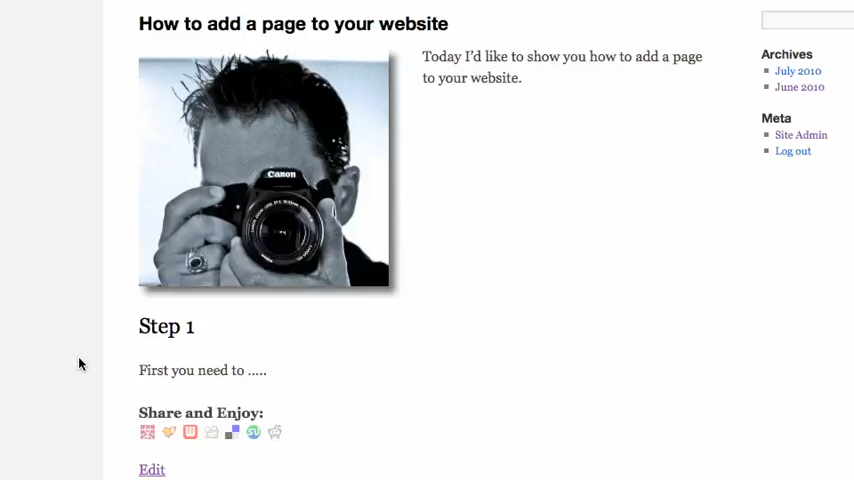 How to add a page to your website
Today I'd like to show you how to add a page
to your website.
Canon
Step 1
First you need to .....
Share and Enjoy:
Edit
Archives
July 2010
June 2010
Meta
Site Admin
Log out